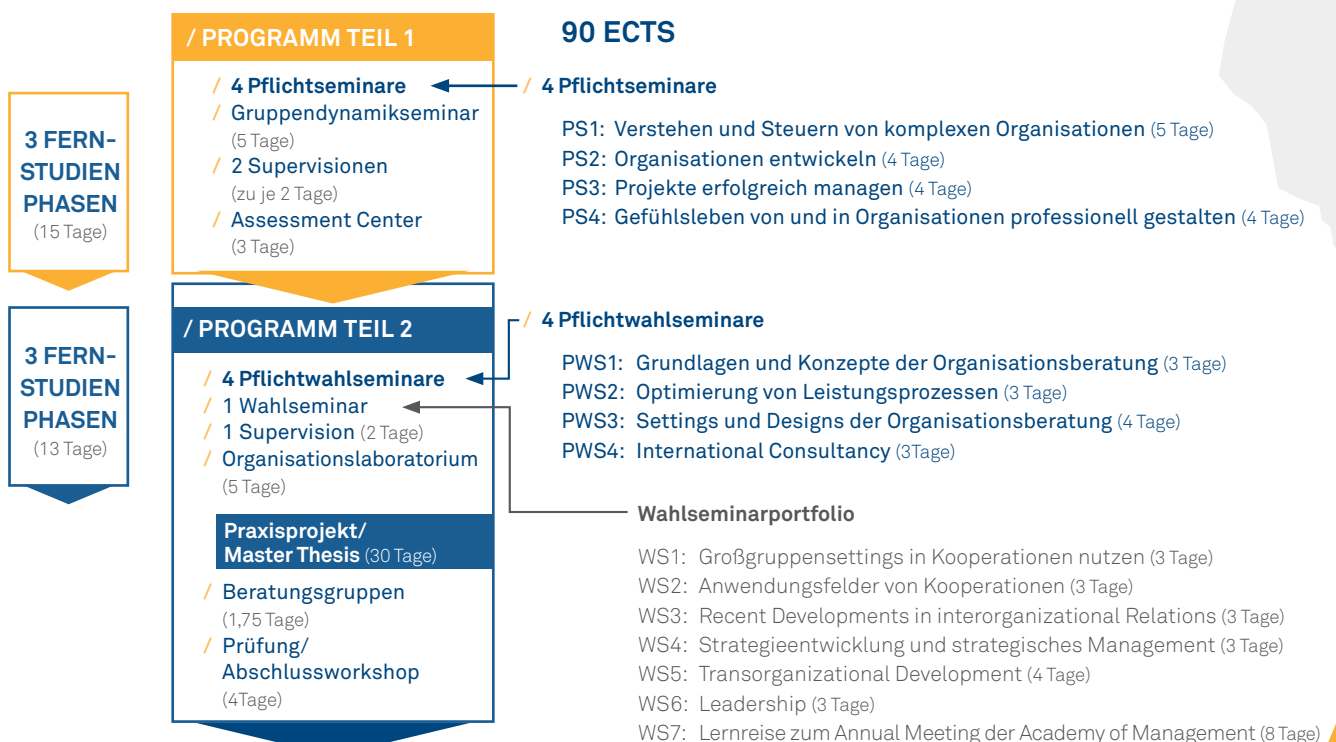 90 ECTS
3 FERN-
STUDIEN
PHASEN
(15 Tage)
/ PROGRAMM TEIL 1
/ 4 Pflichtseminare
/ Gruppendynamikseminar
(5 Tage)
/ 2 Supervisionen
(zu je 2 Tage)
/ Assessment Center
(3 Tage)
/ 4 Pflichtseminare
PS1: Verstehen und Steuern von komplexen Organisationen (5 Tage)
PS2: Organisationen entwickeln (4 Tage)
PS3: Projekte erfolgreich managen (4 Tage)
PS4: Gefühlsleben von und in Organisationen professionell gestalten (4 Tage)
3 FERN-
STUDIEN
PHASEN
(13 Tage)
/ PROGRAMM TEIL 2
/ 4 Pflichtwahlseminare
/ 1 Wahlseminar
/ 1 Supervision (2 Tage)
/ Organisationslaboratorium
(5 Tage)
Praxisprojekt/
Master Thesis (30 Tage)
/ Beratungsgruppen
(1,75 Tage)
/ Prüfung/
Abschlussworkshop
(4Tage)
/ 4 Pflichtwahlseminare
PWS1: Grundlagen und Konzepte der Organisationsberatung (3 Tage)
PWS2: Optimierung von Leistungsprozessen (3 Tage)
PWS3: Settings und Designs der Organisationsberatung (4 Tage)
PWS4: International Consultancy (3Tage)
Wahlseminarportfolio
WS1: Großgruppensettings in Kooperationen nutzen (3 Tage)
WS2: Anwendungsfelder von Kooperationen (3 Tage)
WS3: Recent Developments in interorganizational Relations (3 Tage)
WS4: Strategieentwicklung und strategisches Management (3 Tage)
WS5: Transorganizational Development (4 Tage)
WS6: Leadership (3 Tage)
WS7: Lernreise zum Annual Meeting der Academy of Management (8 Tage)